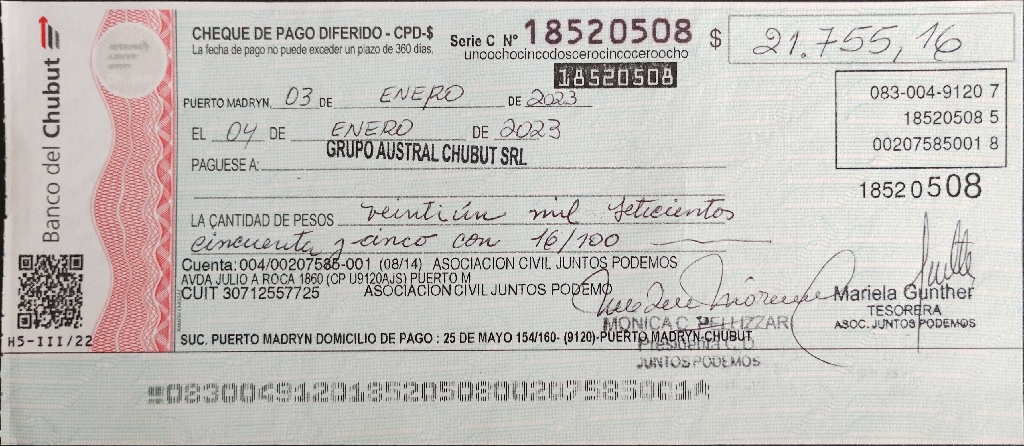 Banco del Chubut
CHEQUE DE PAGO DIFERIDO - CPD-$
La fecha de pago no puede exceder un plazo de 360 días.
Serie C Nº 18520508
unoochocincodoscerocincoceroocho
18520508
$ 21.755,16
083-004-9120 7
18520508 5
00207585001 8
18520508
PUERTO MADRYN, 03 DE ENERO DE 2023
EL 04 DE ENERO DE 2023
PAGUESE A: GRUPO AUSTRAL CHUBUT SRL
LA CANTIDAD DE PESOS veintiún mil seteicientos
cincuenta y cinco con 16/100
Cuenta: 004/00207585-001 (08/14) ASOCIACION CIVIL JUNTOS PODEMOS
AVDA JULIO A ROCA 1860 (CP U9120AJS) PUERTO M
CUIT 30712557725 ASOCIACION CIVIL JUNTOS PODEMO
Mariela Gunther
TESORERA
ASOC. JUNTOS PODEMOS
MONICA C. PELLIZZARI
JUNTOS PODEMOS
SUC. PUERTO MADRYN DOMICILIO DE PAGO : 25 DE MAYO 154/160- (9120)-PUERTO MADRYN-CHUBUT
H5-III/22